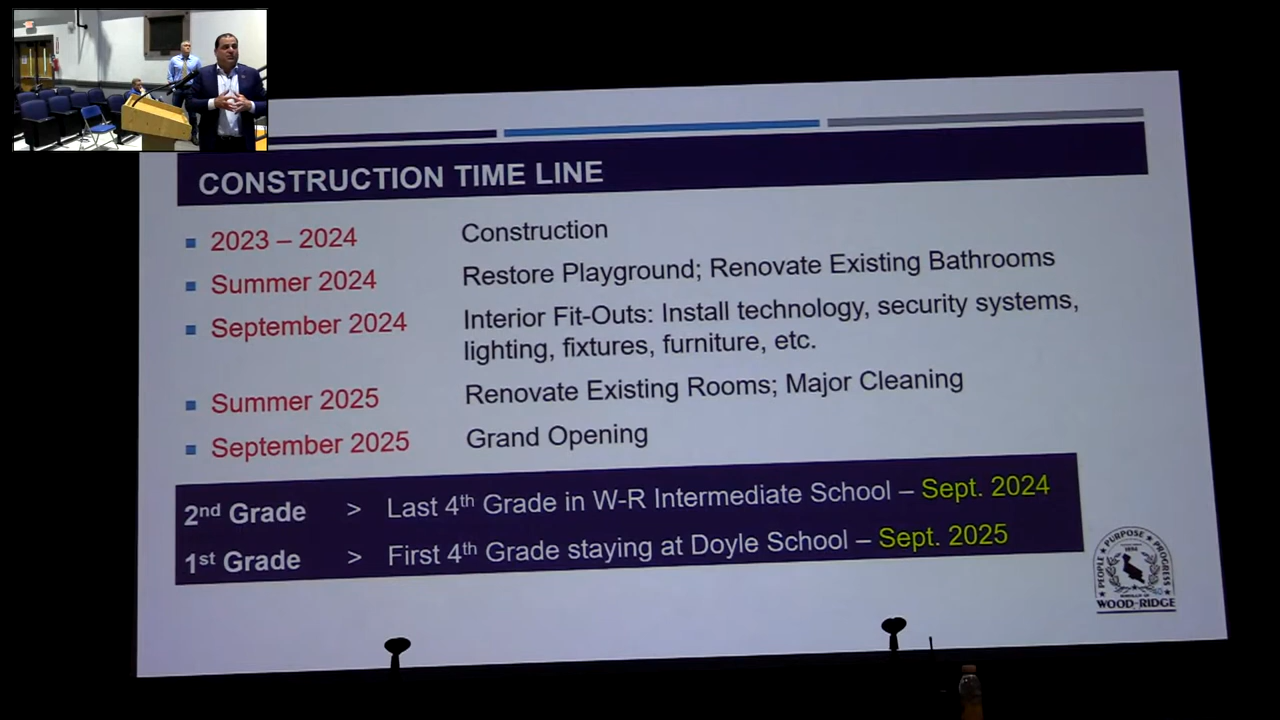 CONSTRUCTION TIME LINE
2023 – 2024 Construction
Summer 2024 Restore Playground; Renovate Existing Bathrooms
September 2024 Interior Fit-Outs: Install technology, security systems,
lighting, fixtures, furniture, etc.
Summer 2025 Renovate Existing Rooms; Major Cleaning
September 2025 Grand Opening
2nd Grade > Last 4th Grade in W-R Intermediate School – Sept. 2024
1st Grade > First 4th Grade staying at Doyle School – Sept. 2025
PEOPLE ★ PURPOSE ★ PROGRESS
WOOD-RIDGE